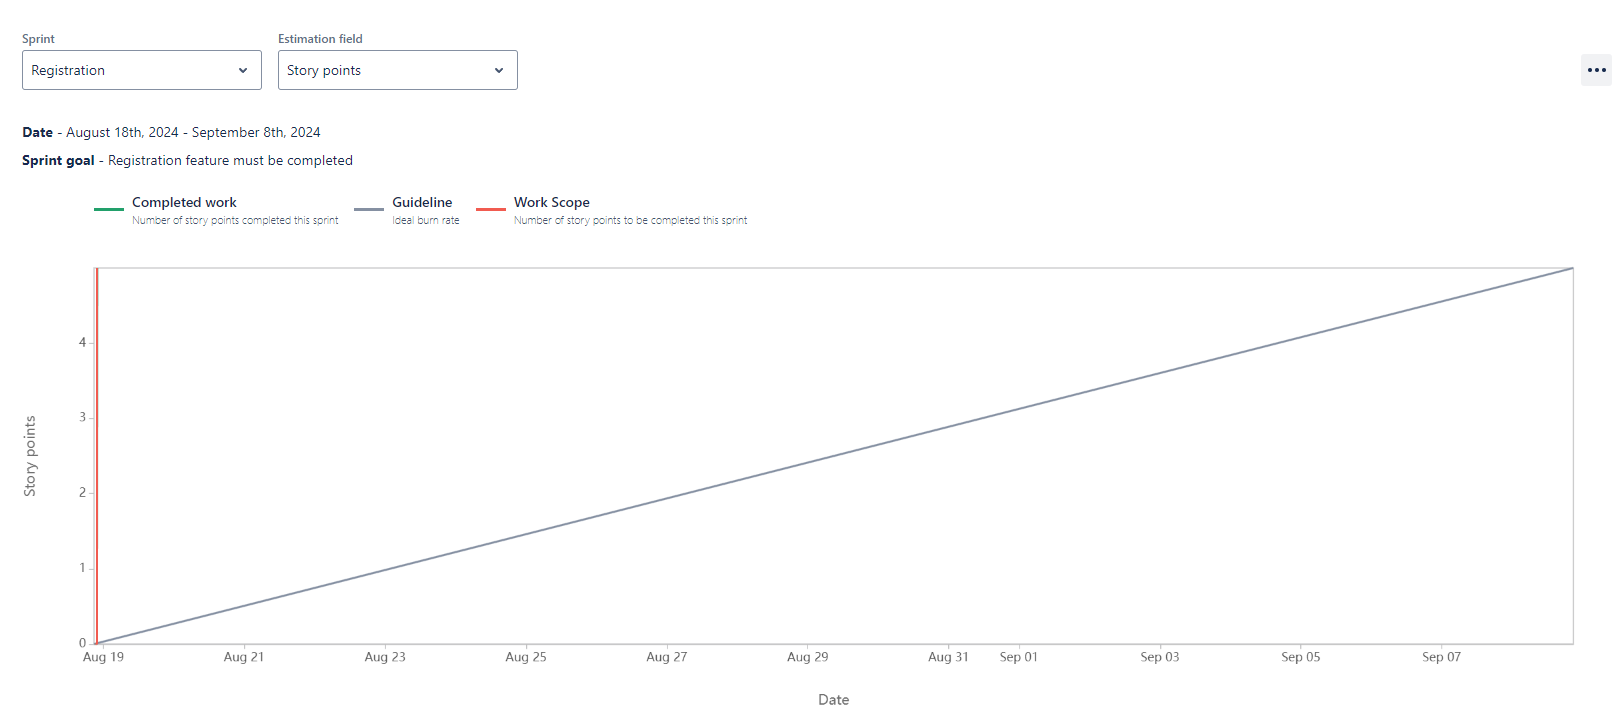 Sprint
Estimation field
Registration
Story points
Date - August 18th, 2024 - September 8th, 2024
Sprint goal - Registration feature must be completed
Completed work
Number of story points completed this sprint
Guideline
Ideal burn rate
Work Scope
Number of story points to be completed this sprint
Story points
4
3
2
1
0
Aug 19
Aug 21
Aug 23
Aug 25
Aug 27
Aug 29
Aug 31
Sep 01
Sep 03
Sep 05
Sep 07
Date